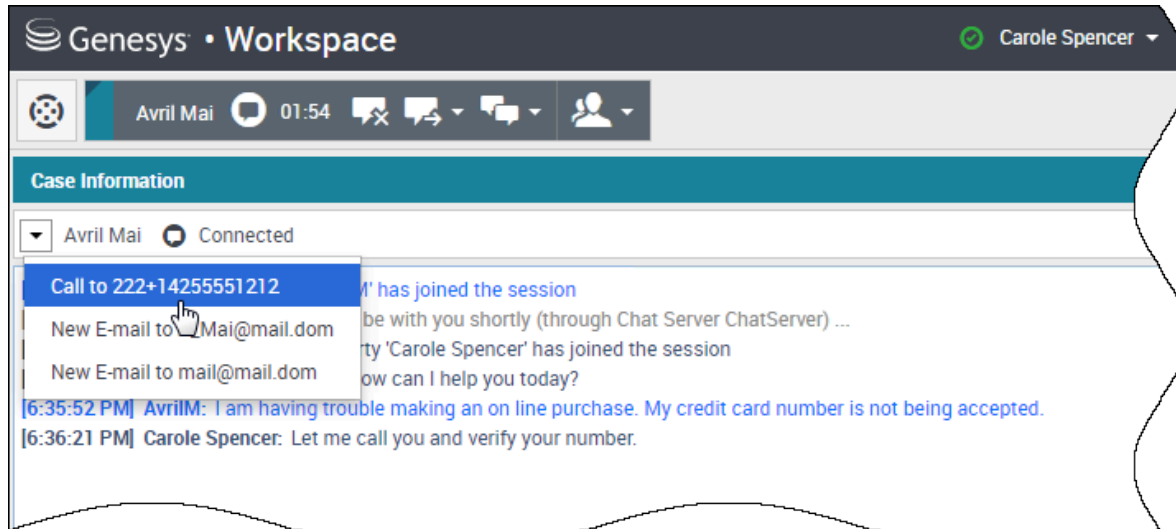 Genesys • Workspace
Carole Spencer
Avril Mai 01:54
Case Information
Avril Mai Connected
Call to 222+14255551212
' has joined the session
New E-mail to Mai@mail.dom
be with you shortly (through Chat Server ChatServer) ...
ty 'Carole Spencer' has joined the session
New E-mail to mail@mail.dom
ow can I help you today?
[6:35:52 PM] AvrilM: I am having trouble making an on line purchase. My credit card number is not being accepted.
[6:36:21 PM] Carole Spencer: Let me call you and verify your number.